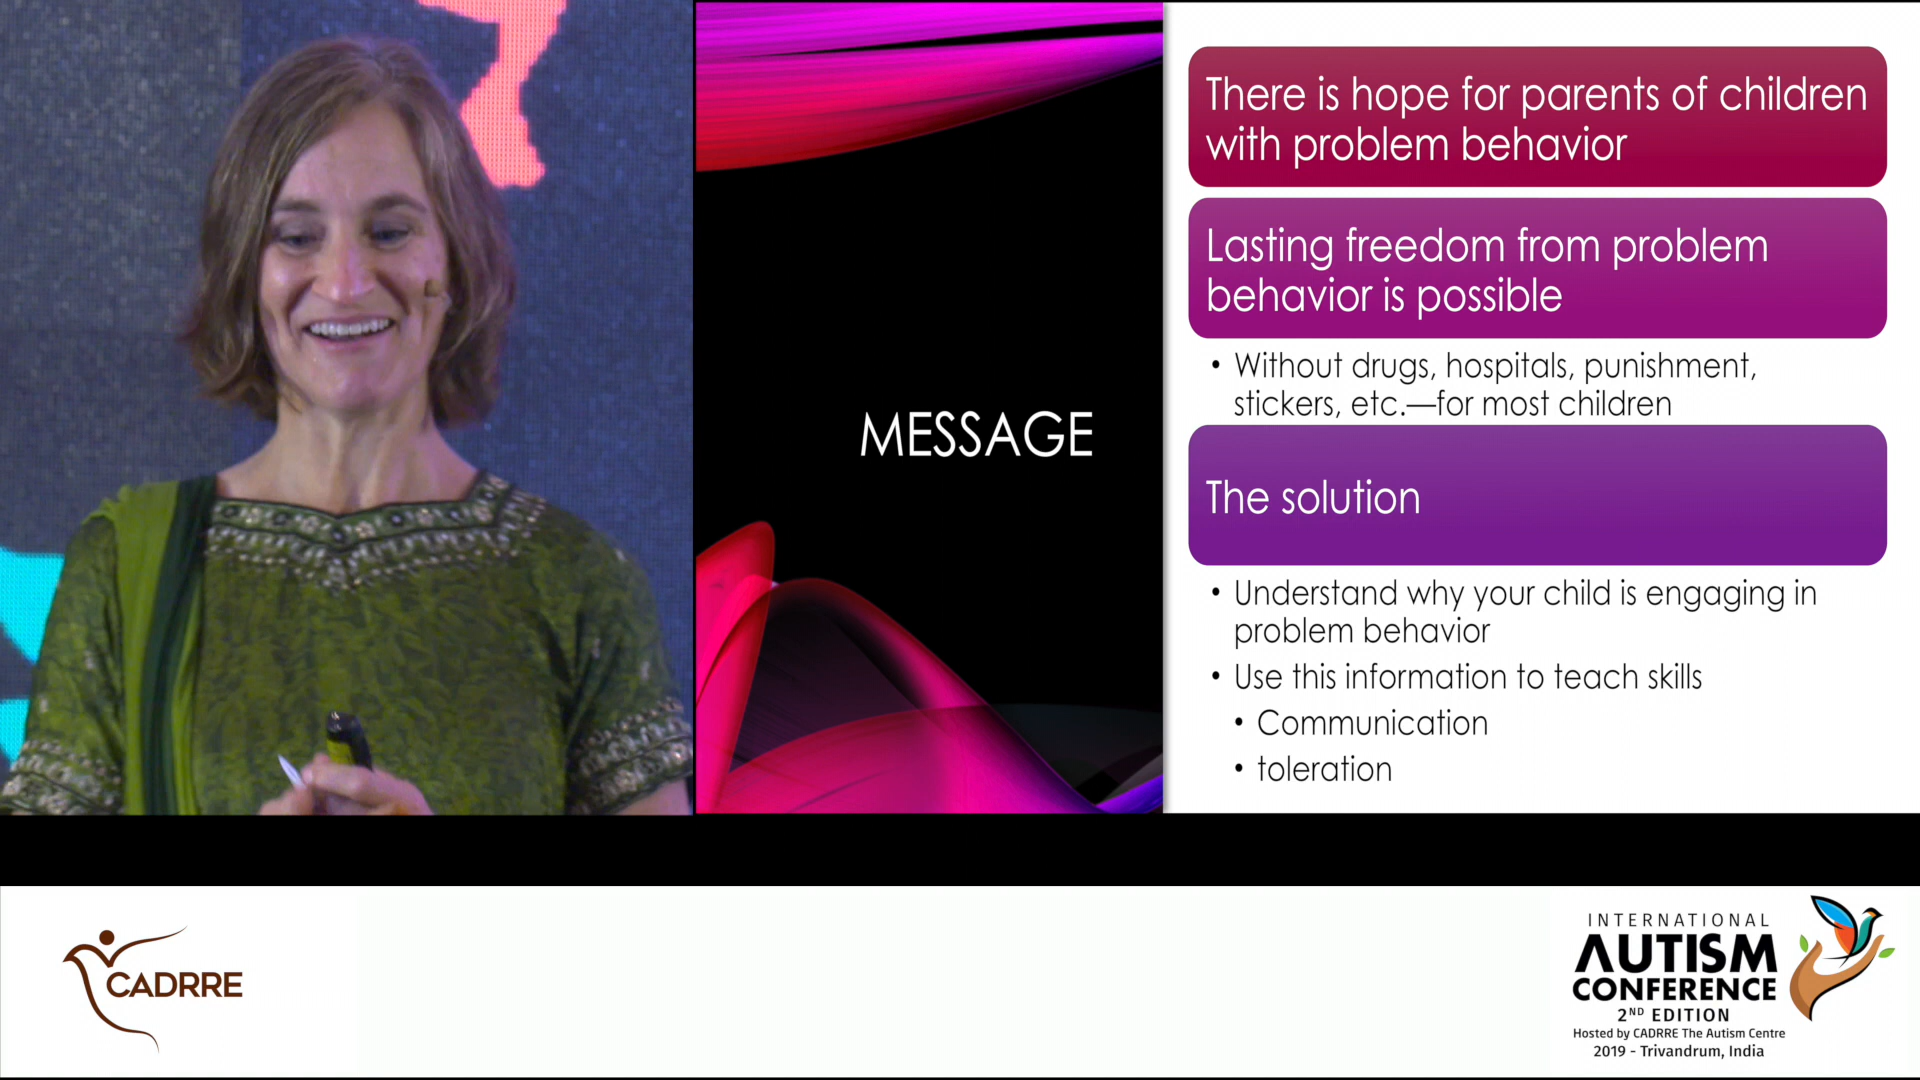 MESSAGE
There is hope for parents of children
with problem behavior
Lasting freedom from problem
behavior is possible
• Without drugs, hospitals, punishment,
stickers, etc.—for most children
The solution
• Understand why your child is engaging in
problem behavior
• Use this information to teach skills
• Communication
• toleration
CADRRE
INTERNATIONAL
AUTISM
CONFERENCE
2ND EDITION
Hosted by CADRRE The Autism Centre
2019 - Trivandrum, India